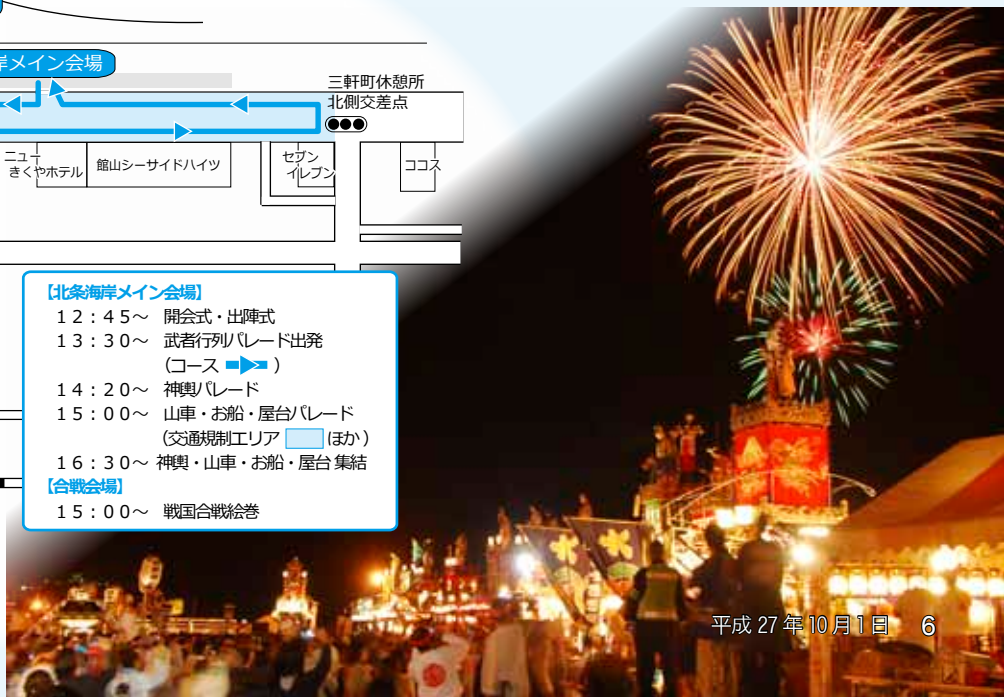 岸メイン会場
三軒町休憩所
北側交差点
ニュー
きくやホテル
館山シーサイドハイツ
セブン
イレブン
ココス
【北条海岸メイン会場】
12：45～ 開会式・出陣式
13：30～ 武者行列パレード出発
（コース ）
14：20～ 神輿パレード
15：00～ 山車・お船・屋台パレード
（交通規制エリア ほか）
16：30～ 神輿・山車・お船・屋台 集結
【合戦会場】
15：00～ 戦国合戦絵巻
平成 27 年 10 月 1 日 6